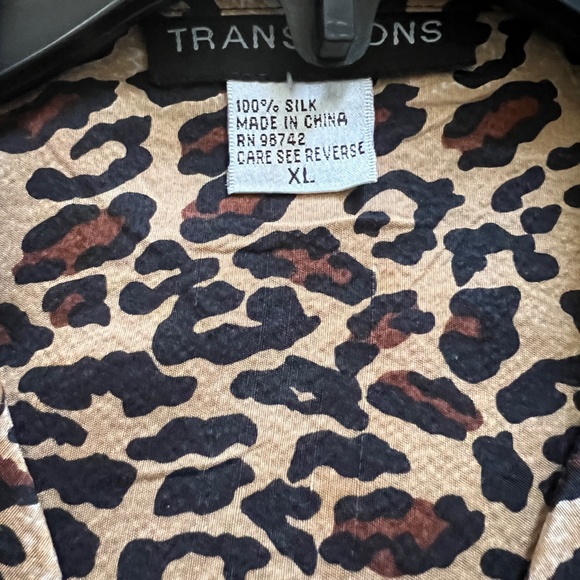 100% SILK
MADE IN CHINA
RN 98742
CARE SEE REVERSE
XL